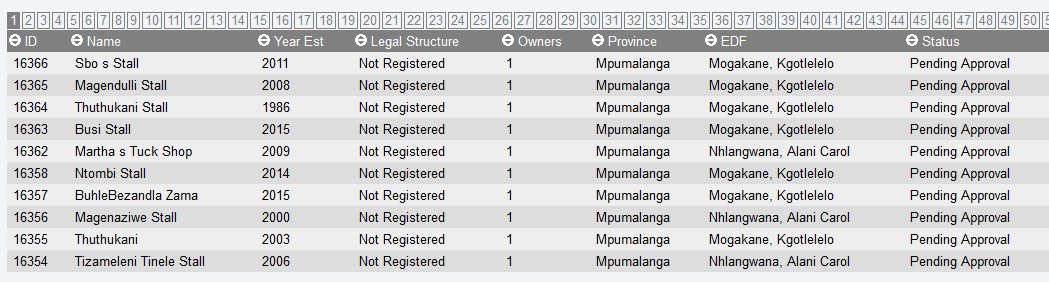 1 2 3 4 5 6 7 8 9 10 11 12 13 14 15 16 17 18 19 20 21 22 23 24 25 26 27 28 29 30 31 32 33 34 35 36 37 38 39 40 41 42 43 44 45 46 47 48 49 50
ID Name Year Est Legal Structure Owners Province EDF Status
16366 Sbo s Stall 2011 Not Registered 1 Mpumalanga Mogakane, Kgotlelelo Pending Approval
16365 Magendulli Stall 2008 Not Registered 1 Mpumalanga Mogakane, Kgotlelelo Pending Approval
16364 Thuthukani Stall 1986 Not Registered 1 Mpumalanga Mogakane, Kgotlelelo Pending Approval
16363 Busi Stall 2015 Not Registered 1 Mpumalanga Mogakane, Kgotlelelo Pending Approval
16362 Martha s Tuck Shop 2009 Not Registered 1 Mpumalanga Nhlangwana, Alani Carol Pending Approval
16358 Ntombi Stall 2014 Not Registered 1 Mpumalanga Mogakane, Kgotlelelo Pending Approval
16357 BuhleBezandla Zama 2015 Not Registered 1 Mpumalanga Mogakane, Kgotlelelo Pending Approval
16356 Magenaziwe Stall 2000 Not Registered 1 Mpumalanga Nhlangwana, Alani Carol Pending Approval
16355 Thuthukani 2003 Not Registered 1 Mpumalanga Mogakane, Kgotlelelo Pending Approval
16354 Tizameleni Tinele Stall 2006 Not Registered 1 Mpumalanga Nhlangwana, Alani Carol Pending Approval